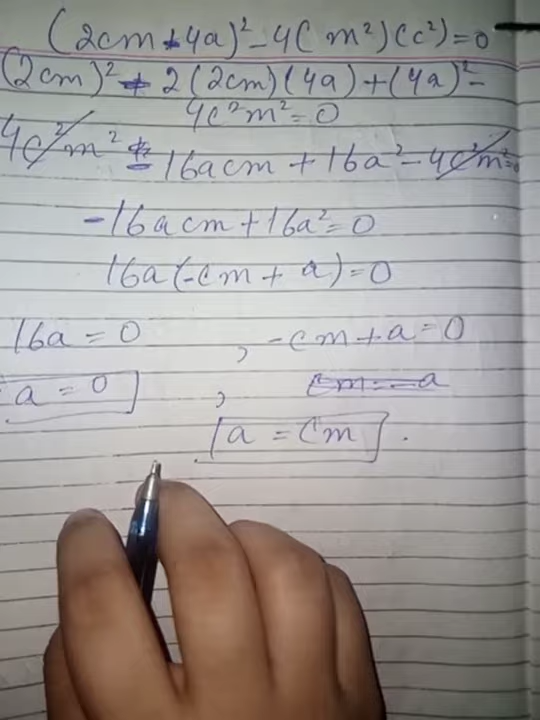 (2cm-4a)²-4(m²)(c²)=0
(2cm)²-2(2cm)(4a)+(4a)²-
4c²m²=0
4c²m²-16acm+16a²-4c²m²=0
-16acm+16a²=0
16a(-cm+a)=0
16a=0 , -cm+a=0
a=0 , cm=-a
a=cm.